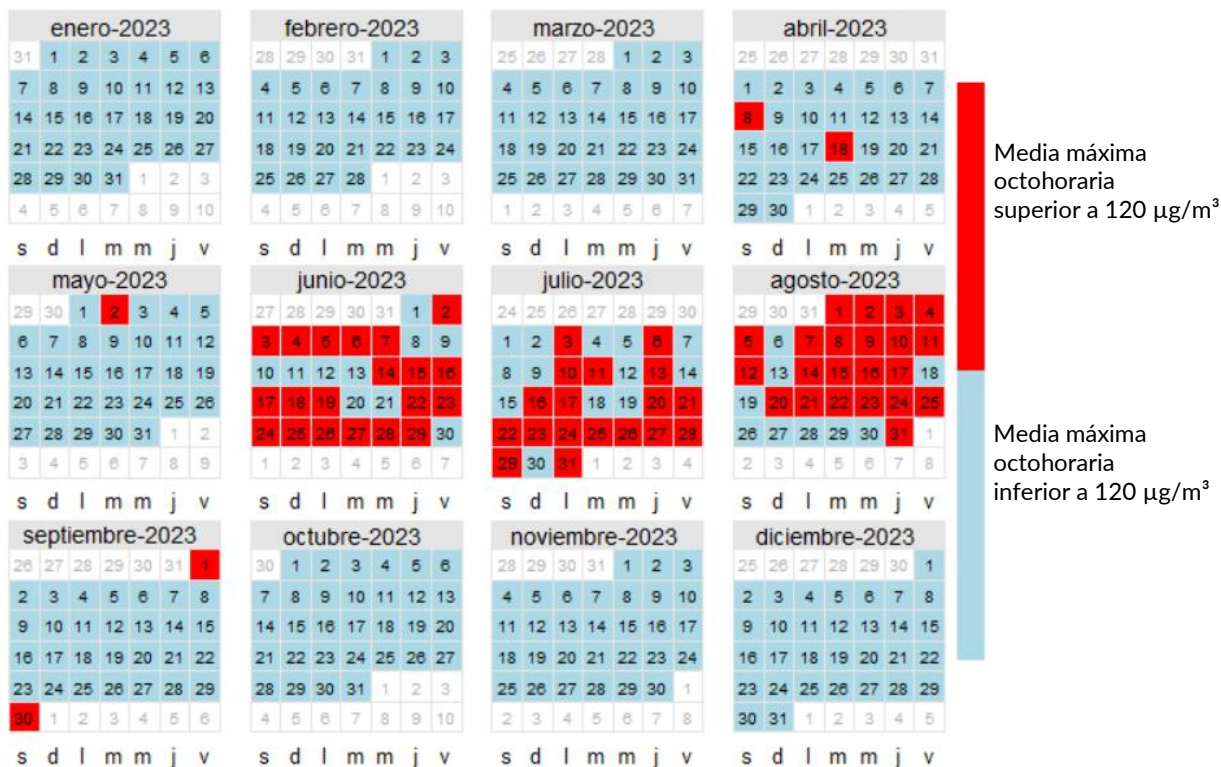 enero-2023
31 1 2 3 4 5 6
7 8 9 10 11 12 13
14 15 16 17 18 19 20
21 22 23 24 25 26 27
28 29 30 31 1 2 3
4 5 6 7 8 9 10
s d l m m j v
febrero-2023
28 29 30 31 1 2 3
4 5 6 7 8 9 10
11 12 13 14 15 16 17
18 19 20 21 22 23 24
25 26 27 28 1 2 3
4 5 6 7 8 9 10
s d l m m j v
marzo-2023
25 26 27 28 1 2 3
4 5 6 7 8 9 10
11 12 13 14 15 16 17
18 19 20 21 22 23 24
25 26 27 28 29 30 31
1 2 3 4 5 6 7
s d l m m j v
abril-2023
25 26 27 28 29 30 31
1 2 3 4 5 6 7
8 9 10 11 12 13 14
15 16 17 18 19 20 21
22 23 24 25 26 27 28
29 30 1 2 3 4 5
s d l m m j v
mayo-2023
29 30 1 2 3 4 5
6 7 8 9 10 11 12
13 14 15 16 17 18 19
20 21 22 23 24 25 26
27 28 29 30 31 1 2
3 4 5 6 7 8 9
s d l m m j v
junio-2023
27 28 29 30 31 1 2
3 4 5 6 7 8 9
10 11 12 13 14 15 16
17 18 19 20 21 22 23
24 25 26 27 28 29 30
1 2 3 4 5 6 7
s d l m m j v
julio-2023
24 25 26 27 28 29 30
1 2 3 4 5 6 7
8 9 10 11 12 13 14
15 16 17 18 19 20 21
22 23 24 25 26 27 28
29 30 31 1 2 3 4
s d l m m j v
agosto-2023
29 30 31 1 2 3 4
5 6 7 8 9 10 11
12 13 14 15 16 17 18
19 20 21 22 23 24 25
26 27 28 29 30 31 1
2 3 4 5 6 7 8
s d l m m j v
septiembre-2023
26 27 28 29 30 31 1
2 3 4 5 6 7 8
9 10 11 12 13 14 15
16 17 18 19 20 21 22
23 24 25 26 27 28 29
30 1 2 3 4 5 6
s d l m m j v
octubre-2023
30 1 2 3 4 5 6
7 8 9 10 11 12 13
14 15 16 17 18 19 20
21 22 23 24 25 26 27
28 29 30 31 1 2 3
4 5 6 7 8 9 10
s d l m m j v
noviembre-2023
28 29 30 31 1 2 3
4 5 6 7 8 9 10
11 12 13 14 15 16 17
18 19 20 21 22 23 24
25 26 27 28 29 30 1
2 3 4 5 6 7 8
s d l m m j v
diciembre-2023
25 26 27 28 29 30 1
2 3 4 5 6 7 8
9 10 11 12 13 14 15
16 17 18 19 20 21 22
23 24 25 26 27 28 29
30 31 1 2 3 4 5
s d l m m j v
Media máxima
octohoraria
superior a 120 µg/m³
Media máxima
octohoraria
inferior a 120 µg/m³